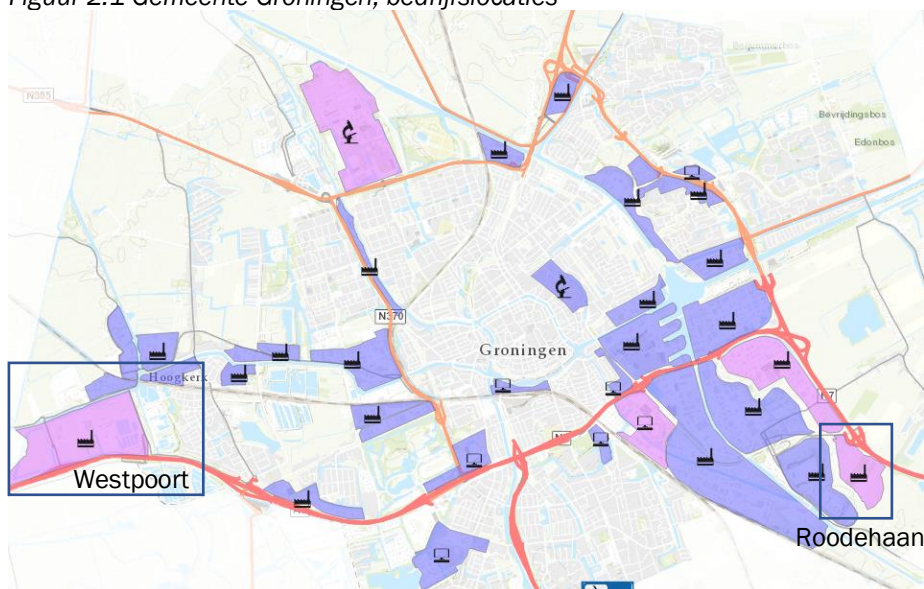 Figuur 2.1 Gemeente Groningen, bedrijfslocaties
N355
Bevrijdingsbos
Edonbos
N370
Groningen
Hoogkerk
Westpoort
Roodehaan